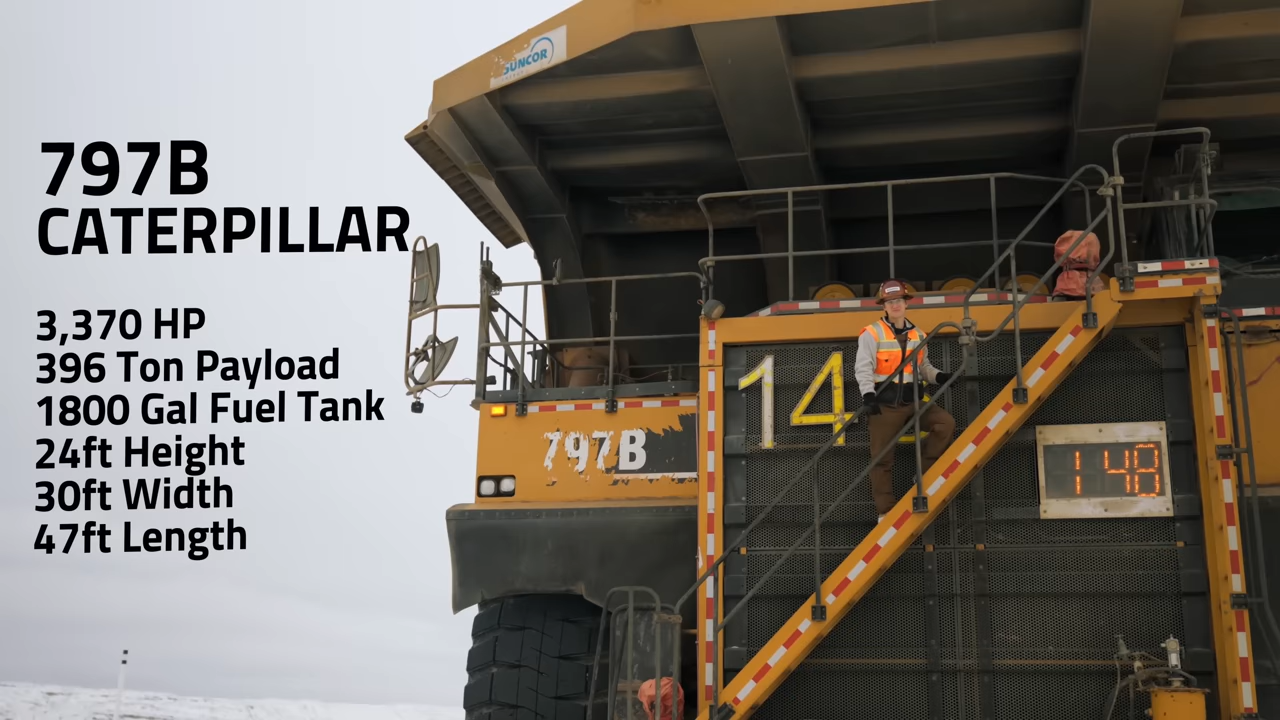 SUNCOR
797B
CATERPILLAR
3,370 HP
396 Ton Payload
1800 Gal Fuel Tank
24ft Height
30ft Width
47ft Length
14
797B
148